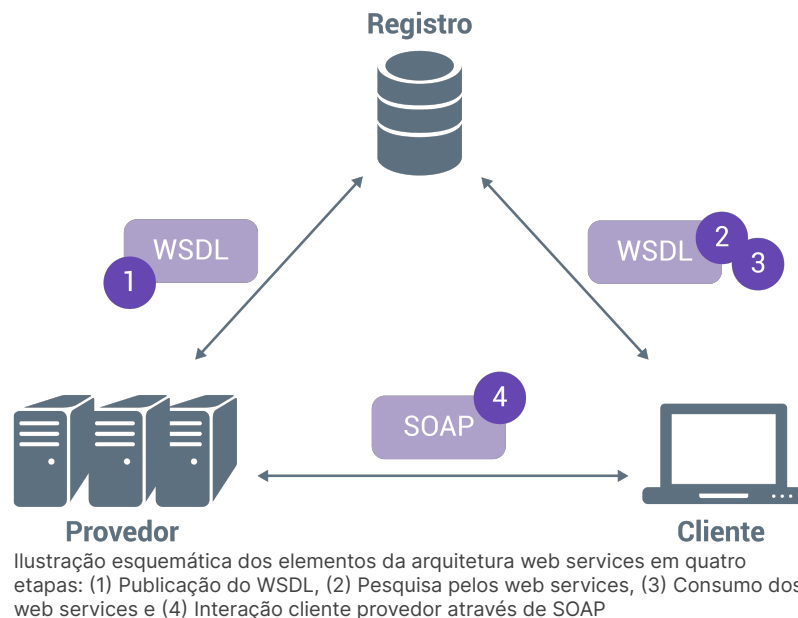 Registro
WSDL
1
WSDL
2
3
SOAP
4
Provedor
Cliente
Ilustração esquemática dos elementos da arquitetura web services em quatro
etapas: (1) Publicação do WSDL, (2) Pesquisa pelos web services, (3) Consumo dos
web services e (4) Interação cliente provedor através de SOAP